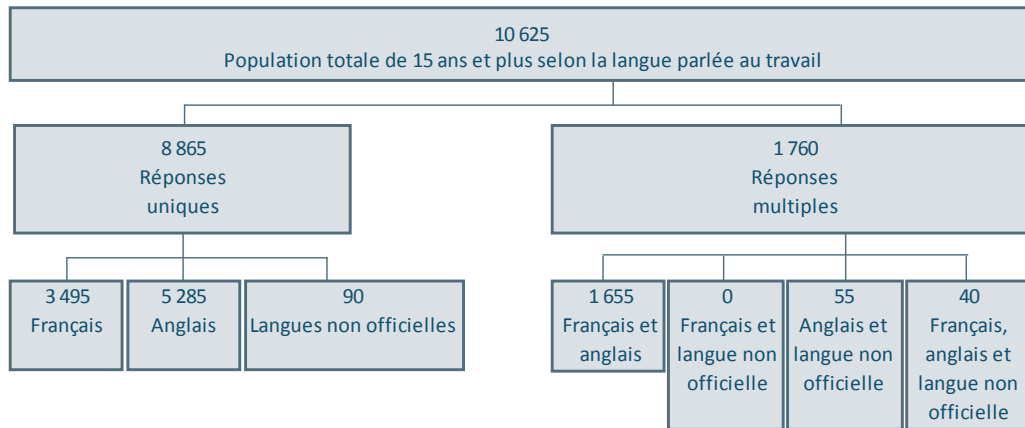 10 625
Population totale de 15 ans et plus selon la langue parlée au travail
8 865
Réponses
uniques
1 760
Réponses
multiples
3 495
Français
5 285
Anglais
90
Langues non officielles
1 655
Français et
anglais
0
Français et
langue non
officielle
55
Anglais et
langue non
officielle
40
Français,
anglais et
langue non
officielle